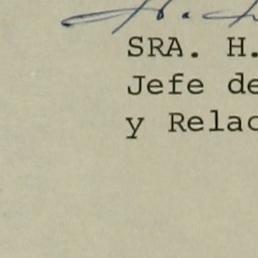 SRA. H.
Jefe de
y Relac